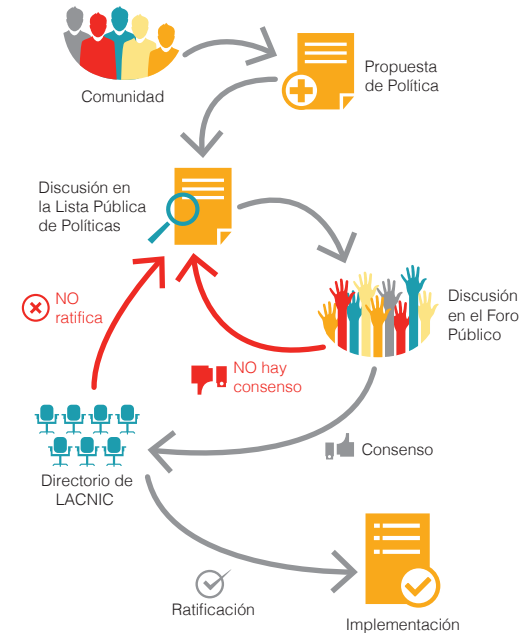 Comunidad
Propuesta
de Política
Discusión en
la Lista Pública
de Políticas
Discusión
en el Foro
Público
NO
ratifica
NO hay
consenso
Consenso
Directorio de
LACNIC
Ratificación
Implementación